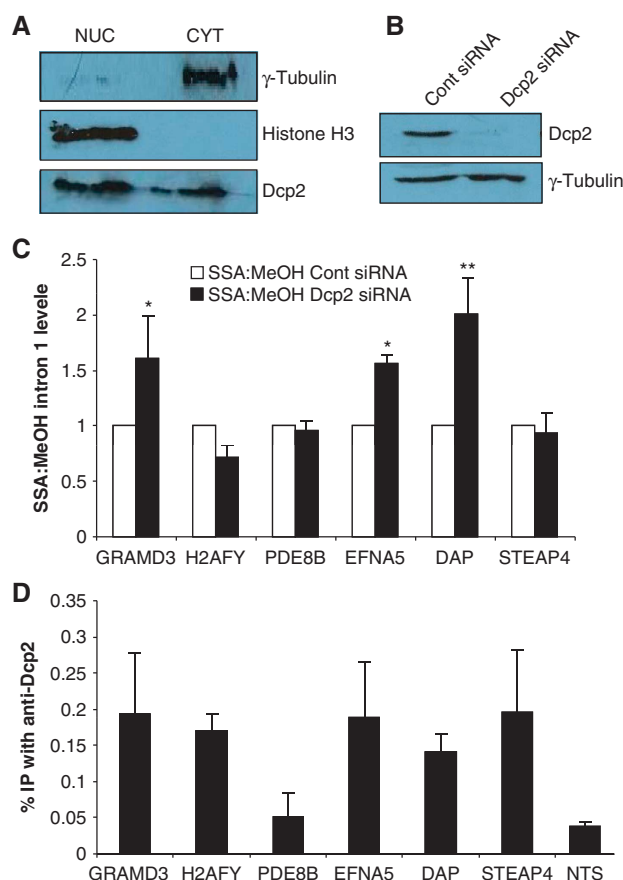 A
NUC CYT
γ-Tubulin
Histone H3
Dcp2
B
Cont siRNA
Dcp2 siRNA
Dcp2
γ-Tubulin
C
2.5
2
1.5
1
0.5
0
SSA:MeOH intron 1 levele
SSA:MeOH Cont siRNA
SSA:MeOH Dcp2 siRNA
*
*
**
GRAMD3 H2AFY PDE8B EFNA5 DAP STEAP4
D
0.35
0.3
0.25
0.2
0.15
0.1
0.05
0
% IP with anti-Dcp2
GRAMD3 H2AFY PDE8B EFNA5 DAP STEAP4 NTS